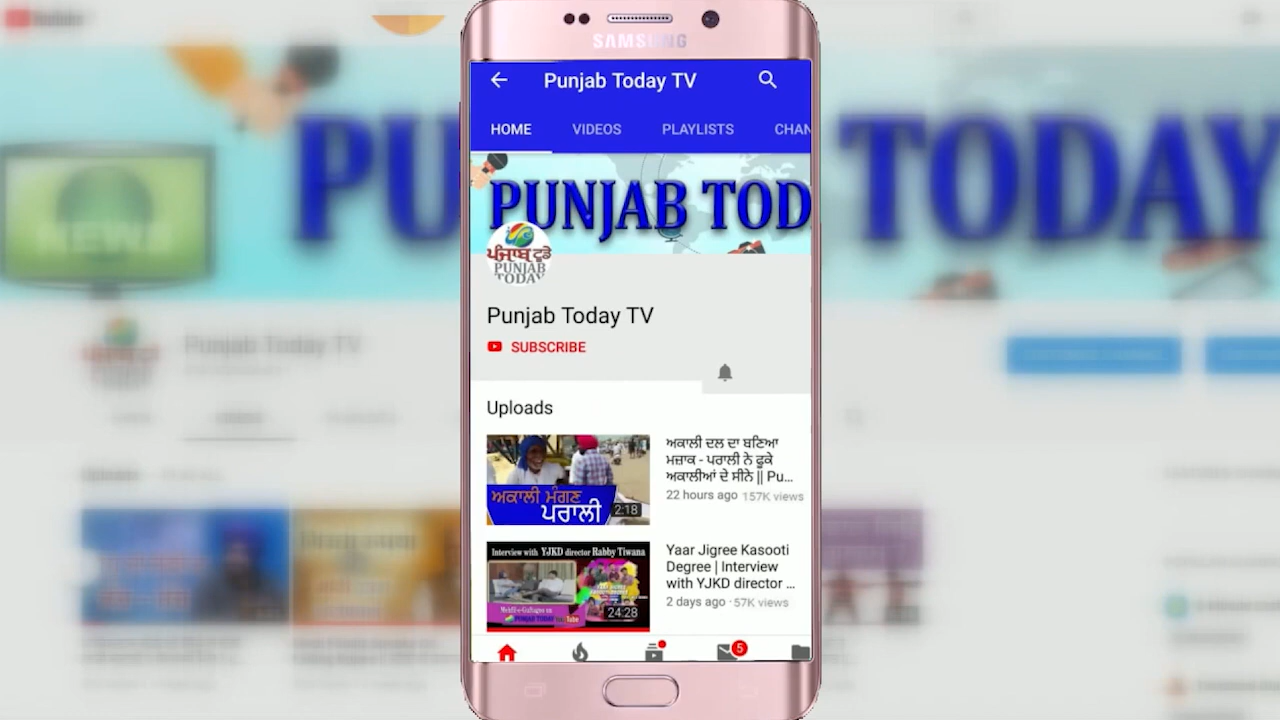 SAMSUNG
Punjab Today TV
HOME VIDEOS PLAYLISTS CHAN
PUNJAB TOD
ਪੰਜਾਬ ਟੂਡੇ
PUNJAB
TODAY
Punjab Today TV
SUBSCRIBE
Uploads
ਅਕਾਲੀ ਮੰਗਣ
ਪਰਾਲੀ
2:18
ਅਕਾਲੀ ਦਲ ਦਾ ਬਣਿਆ
ਮਜ਼ਾਕ - ਪਰਾਲੀ ਨੇ ਫੂਕੇ
ਅਕਾਲੀਆਂ ਦੇ ਸੀਨੇ || Pu...
22 hours ago 157K views
Interview with YJKD director Rabby Tiwana
24:28
PUNJAB TODAY
Yaar Jigree Kasooti
Degree | Interview
with YJKD director ...
2 days ago · 57K views
5
PU
TODAY
NEWS
Punjab Today TV